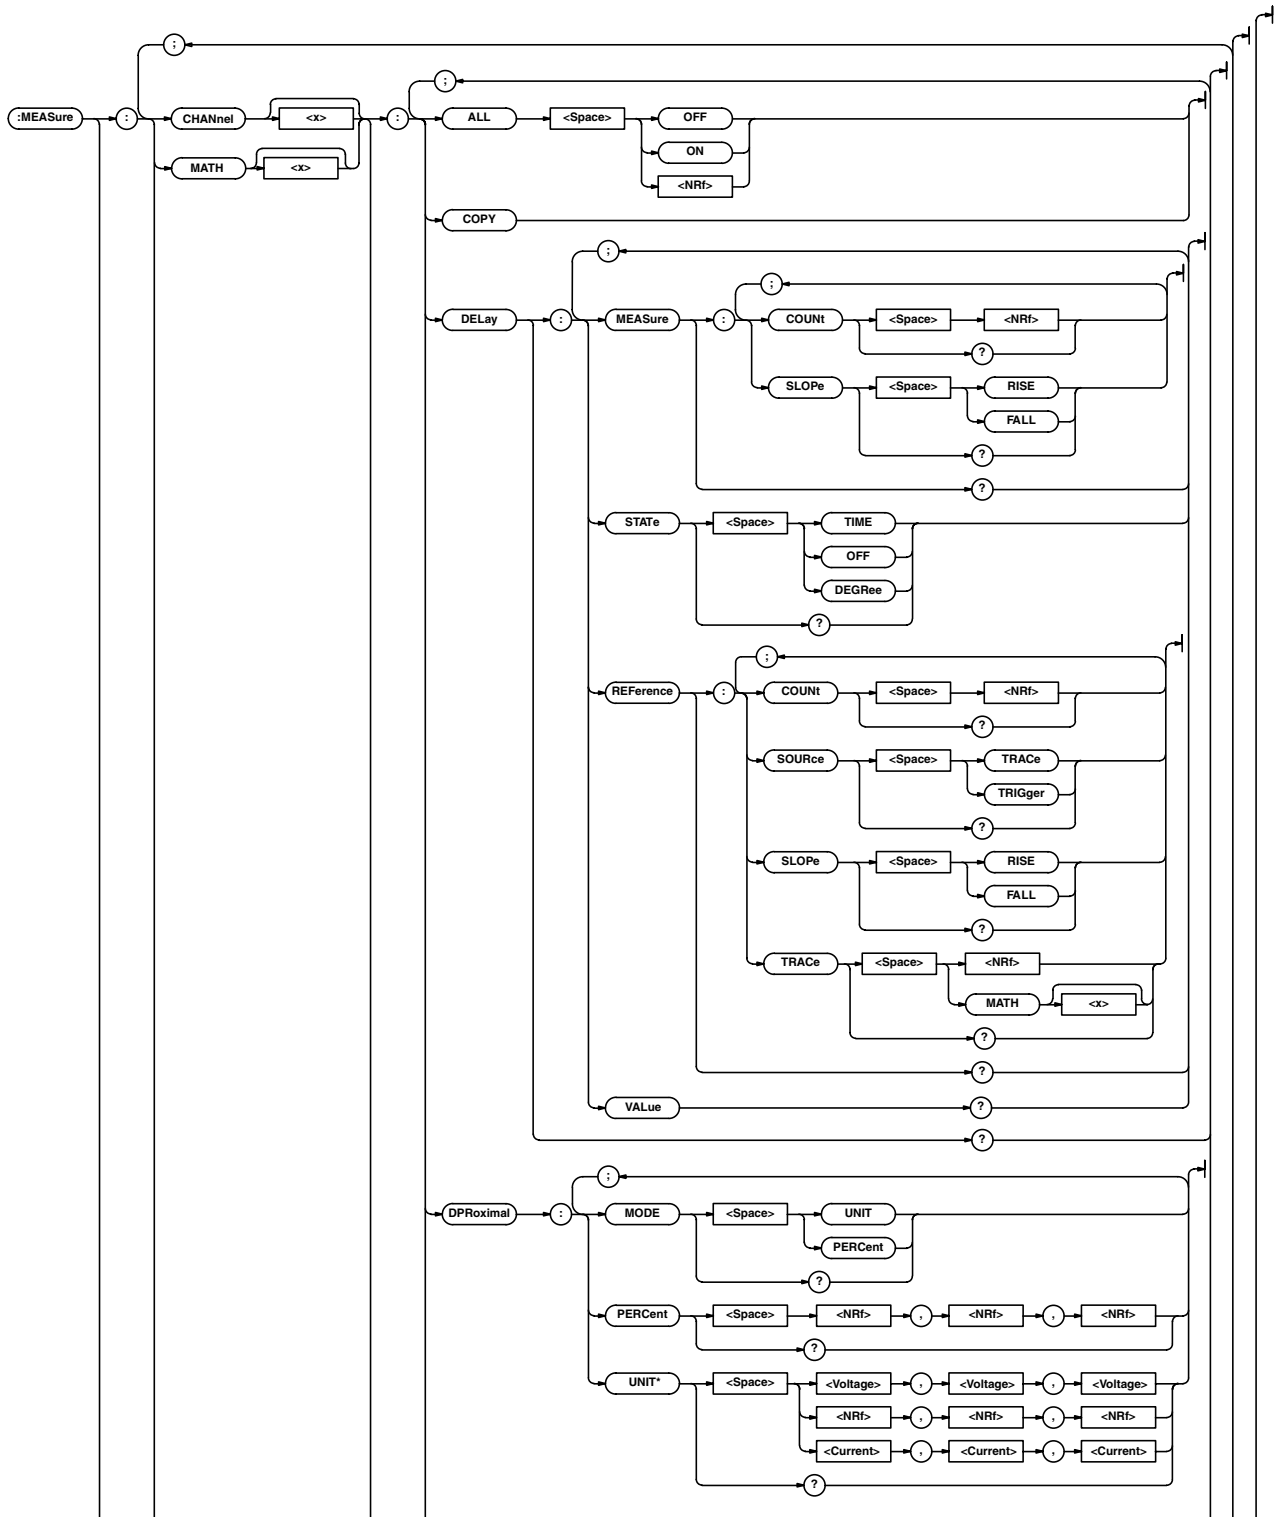 ;
;
:MEASure : CHANnel <x> : ALL <Space> OFF
ON
MATH <x>
<NRf>
COPY
;
;
DELay : MEASure : COUNt <Space> <NRf>
?
SLOPe <Space> RISE
FALL
?
?
STATe <Space> TIME
OFF
DEGRee
?
;
REFerence : COUNt <Space> <NRf>
?
SOURce <Space> TRACe
TRIGger
?
SLOPe <Space> RISE
FALL
?
TRACe <Space> <NRf>
MATH <x>
?
?
VALue ?
?
;
DPRoximal : MODE <Space> UNIT
PERCent
?
PERCent <Space> <NRf> , <NRf> , <NRf>
?
UNIT* <Space> <Voltage> , <Voltage> , <Voltage>
<NRf> , <NRf> , <NRf>
<Current> , <Current> , <Current>
?